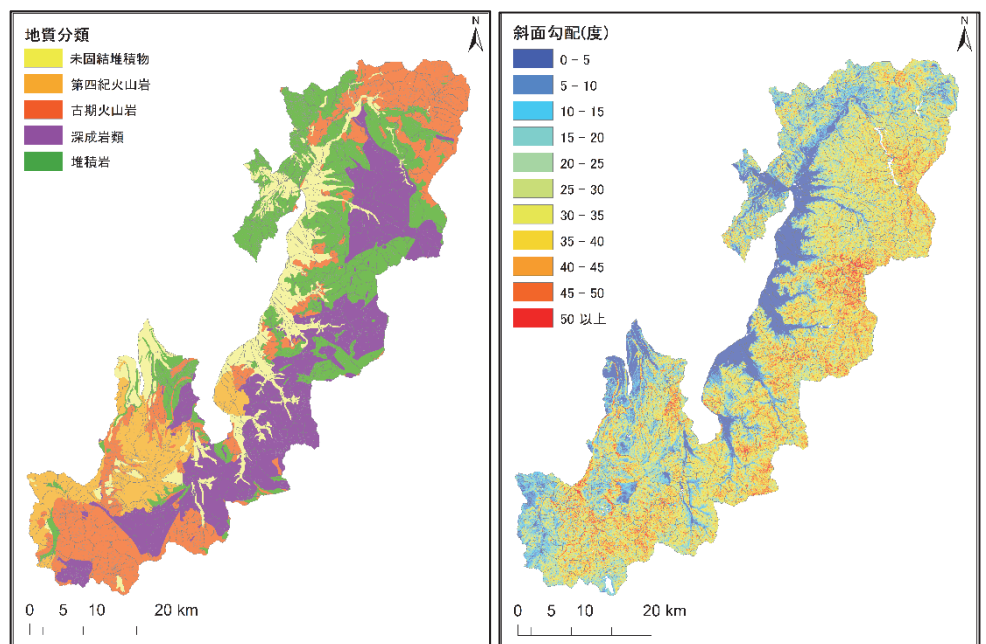 地質分類
未固結堆積物
第四紀火山岩
古期火山岩
深成岩類
堆積岩
N
0 5 10 20 km
斜面勾配(度)
0 – 5
5 – 10
10 – 15
15 – 20
20 – 25
25 – 30
30 – 35
35 – 40
40 – 45
45 – 50
50 以上
N
0 5 10 20 km